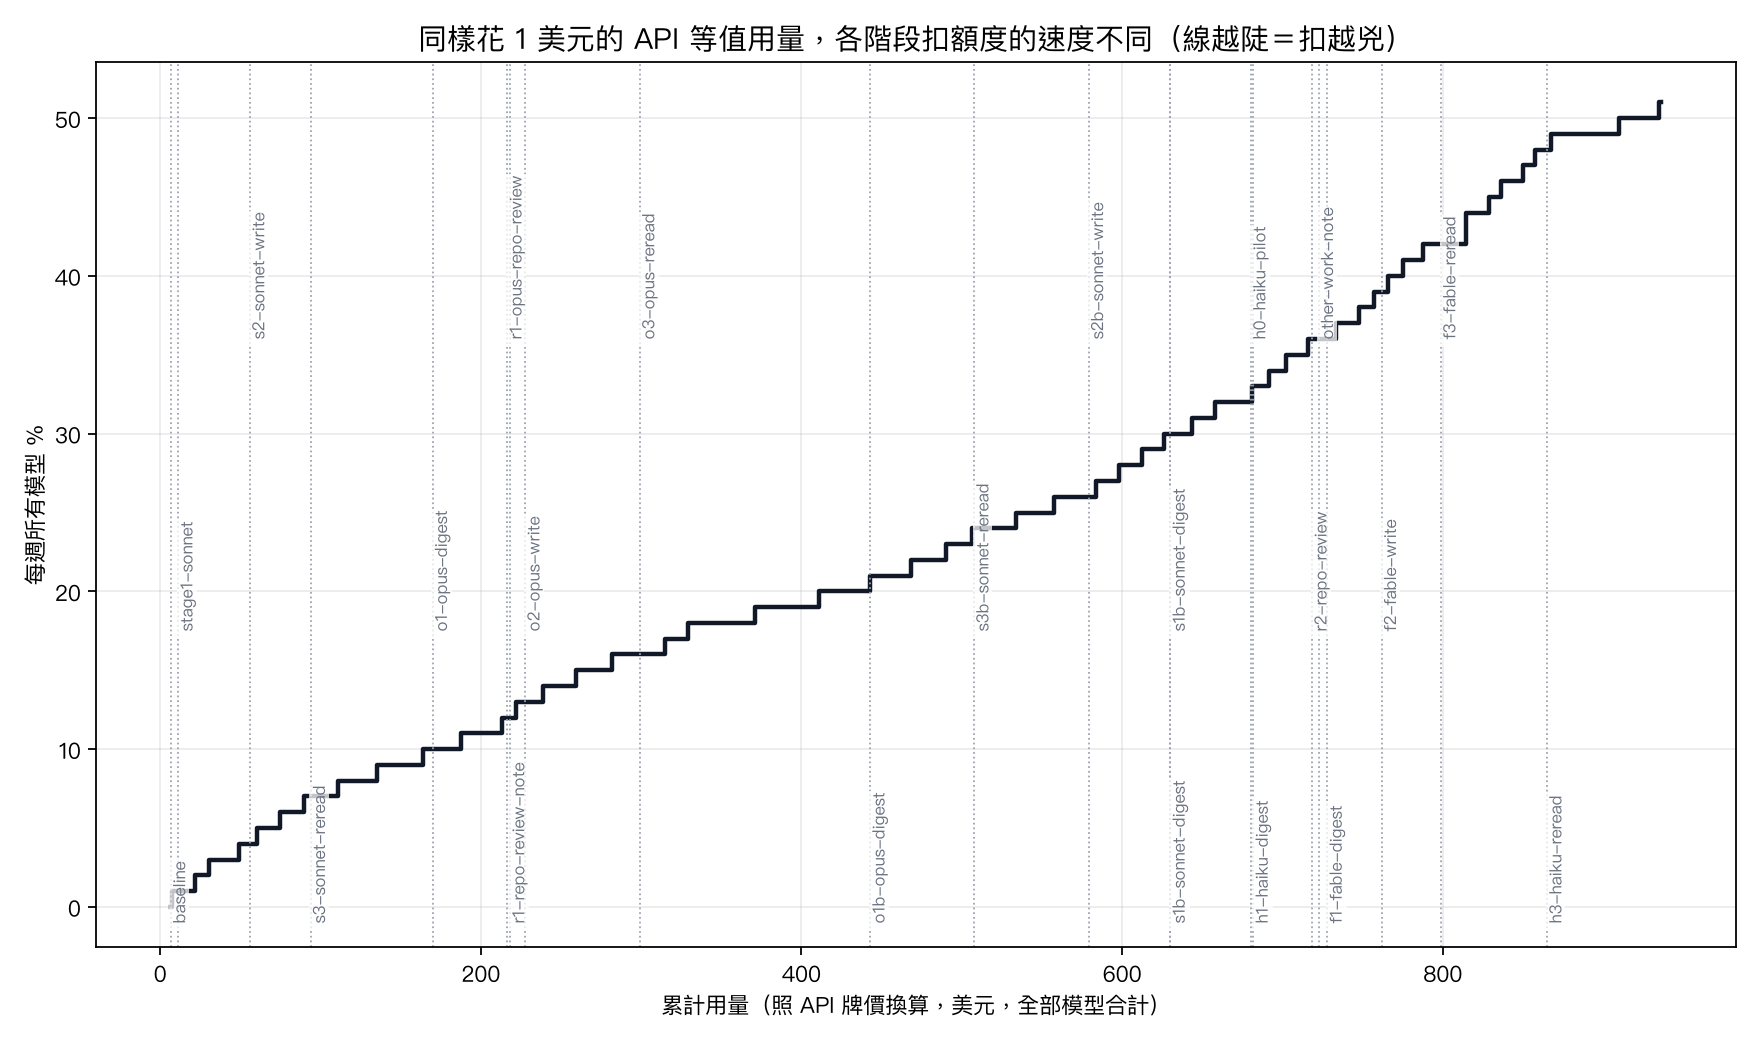 同樣花 1 美元的 API 等值用量，各階段扣額度的速度不同（線越陡＝扣越兇）
每週所有模型 %
50
40
30
20
10
0
s2-sonnet-write
r1-opus-repo-review
o3-opus-reread
s2b-sonnet-write
h0-haiku-pilot
other-work-note
f3-fable-reread
stage1-sonnet
o1-opus-digest
o2-opus-write
s3b-sonnet-reread
s1b-sonnet-digest
r2-repo-review
f2-fable-write
baseline
s3-sonnet-reread
r1-repo-review-note
o1b-opus-digest
s1b-sonnet-digest
h1-haiku-digest
f1-fable-digest
h3-haiku-reread
0
200
400
600
800
累計用量（照 API 牌價換算，美元，全部模型合計）